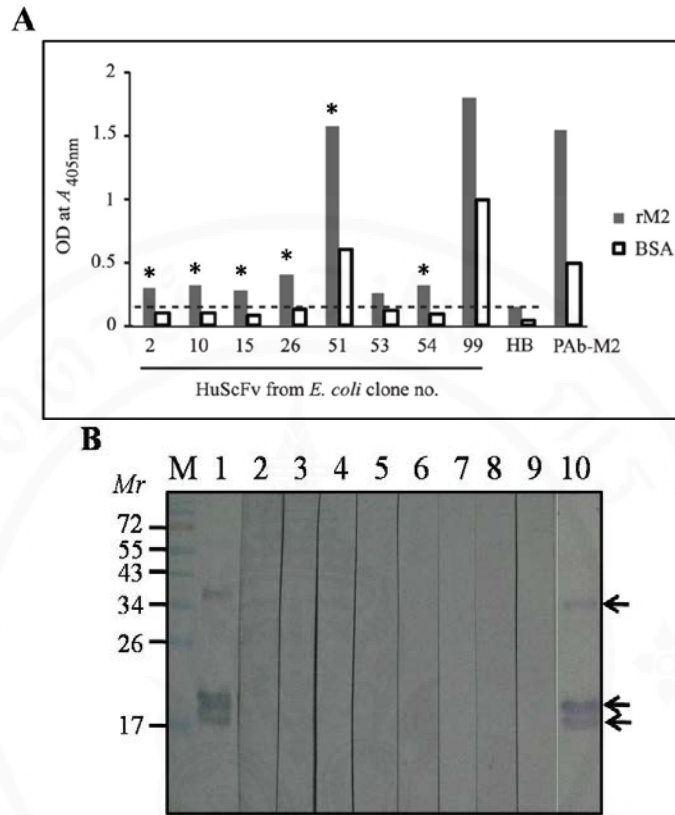 A
2
1.5
1
0.5
0
OD at A 405nm
* * * * * *
rM2
BSA
2 10 15 26 51 53 54 99 HB PAb-M2
HuScFv from E. coli clone no.
B
M 1 2 3 4 5 6 7 8 9 10
Mr
72
55
43
34
26
17